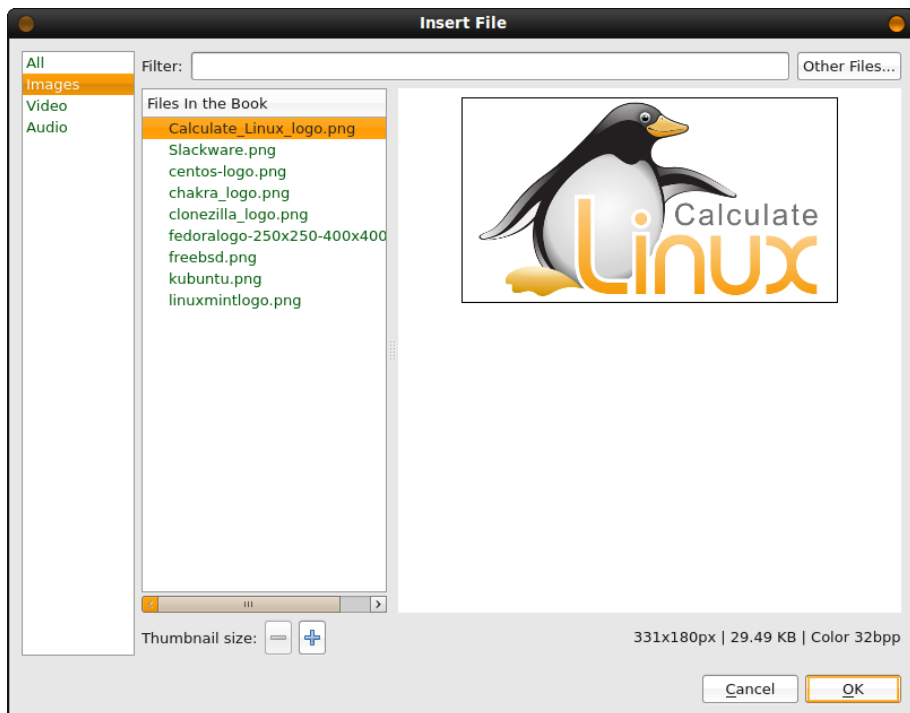 Insert File
All
Images
Video
Audio
Filter:
Other Files...
Files In the Book
Calculate_Linux_logo.png
Slackware.png
centos-logo.png
chakra_logo.png
clonezilla_logo.png
fedoralogo-250x250-400x400
freebsd.png
kubuntu.png
linuxmintlogo.png
Calculate
Linux
Thumbnail size:
331x180px | 29.49 KB | Color 32bpp
Cancel
OK